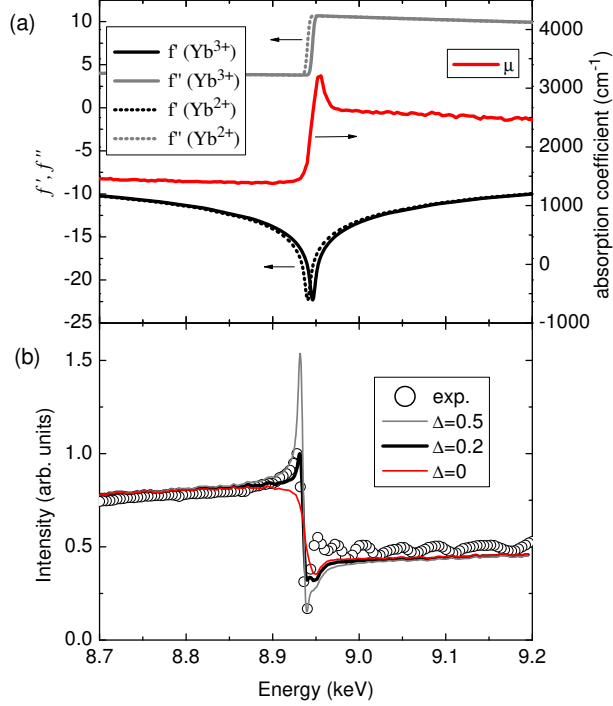 (a)
f' (Yb3+)
f'' (Yb3+)
f' (Yb2+)
f'' (Yb2+)
μ
10
5
0
-5
-10
-15
-20
-25
f', f''
4000
3000
2000
1000
0
-1000
absorption coefficient (cm-1)
(b)
exp.
Δ=0.5
Δ=0.2
Δ=0
1.5
1.0
0.5
0.0
Intensity (arb. units)
8.7
8.8
8.9
9.0
9.1
9.2
Energy (keV)